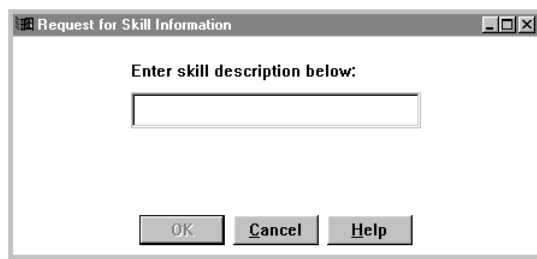 Request for Skill Information
Enter skill description below:
OK Cancel Help